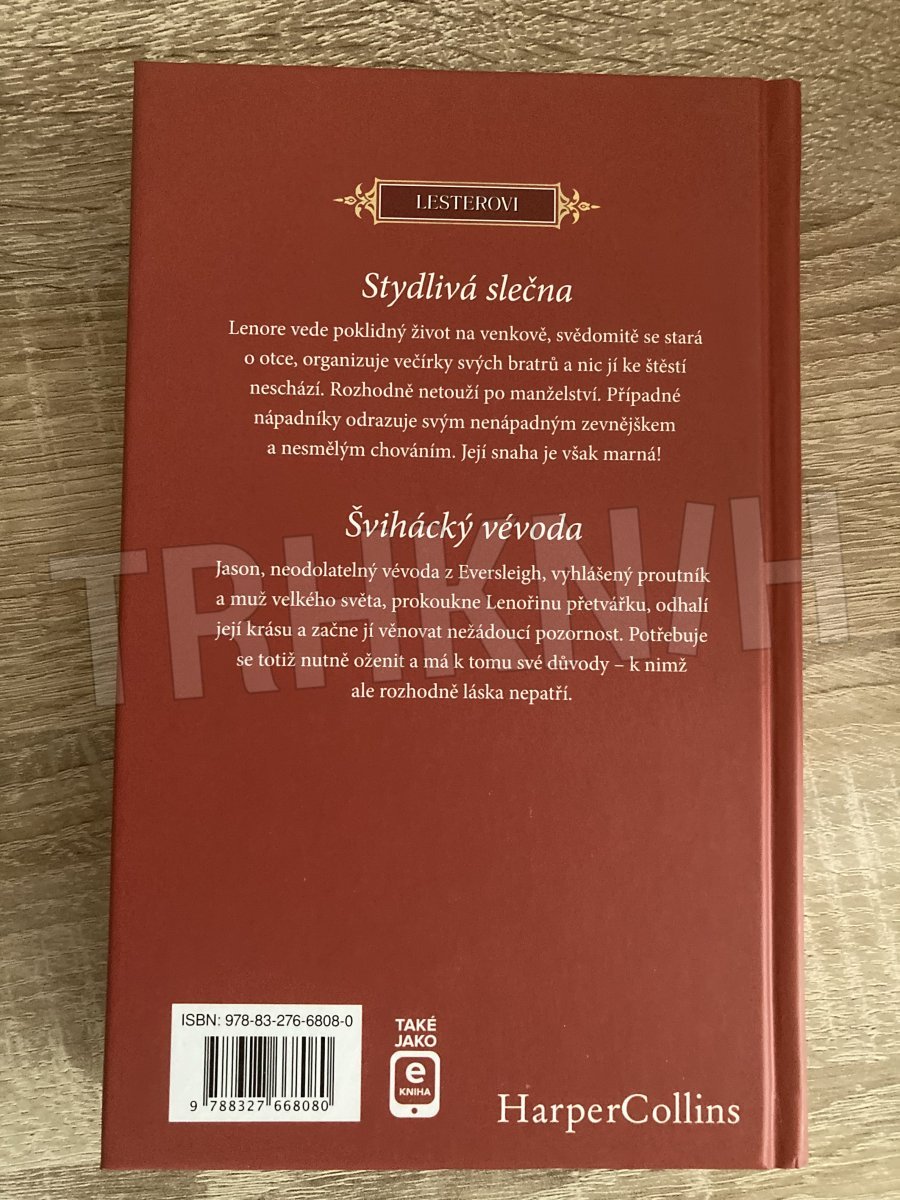 LESTEROVI
Stydlivá slečna
Lenore vede poklidný život na venkově, svědomitě se stará
o otce, organizuje večírky svých bratrů a nic jí ke štěstí
neschází. Rozhodně netouží po manželství. Případné
nápadníky odrazuje svým nenápadným zevnějškem
a nesmělým chováním. Její snaha je však marná!
Švihácký vévoda
Jason, neodolatelný vévoda z Eversleigh, vyhlášený proutník
a muž velkého světa, prokoukne Lenořinu přetvářku, odhalí
její krásu a začne jí věnovat nežádoucí pozornost. Potřebuje
se totiž nutně oženit a má k tomu své důvody – k nimž
ale rozhodně láska nepatří.
TRHKNI/H
ISBN: 978-83-276-6808-0
9 788327 668080
TAKÉ
JAKO
e
KNIHA
HarperCollins